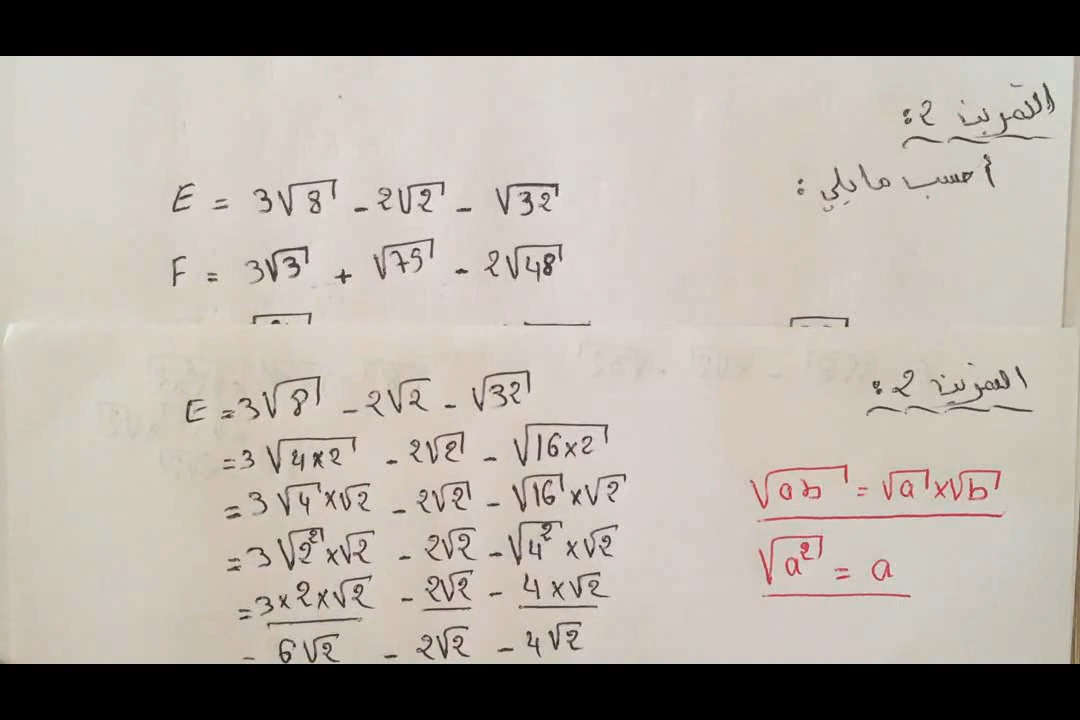 التمرين 2:
أحسب مايلي:
E = 3√8 - 2√2 - √32
F = 3√3 + √75 - 2√48
التمرين 2:
E = 3√8 - 2√2 - √32
= 3√4×2 - 2√2 - √16×2
= 3√4×√2 - 2√2 - √16×√2
= 3√2²×√2 - 2√2 - √4²×√2
= 3×2×√2 - 2√2 - 4×√2
6√2 - 2√2 - 4√2
√ab = √a×√b
√a² = a